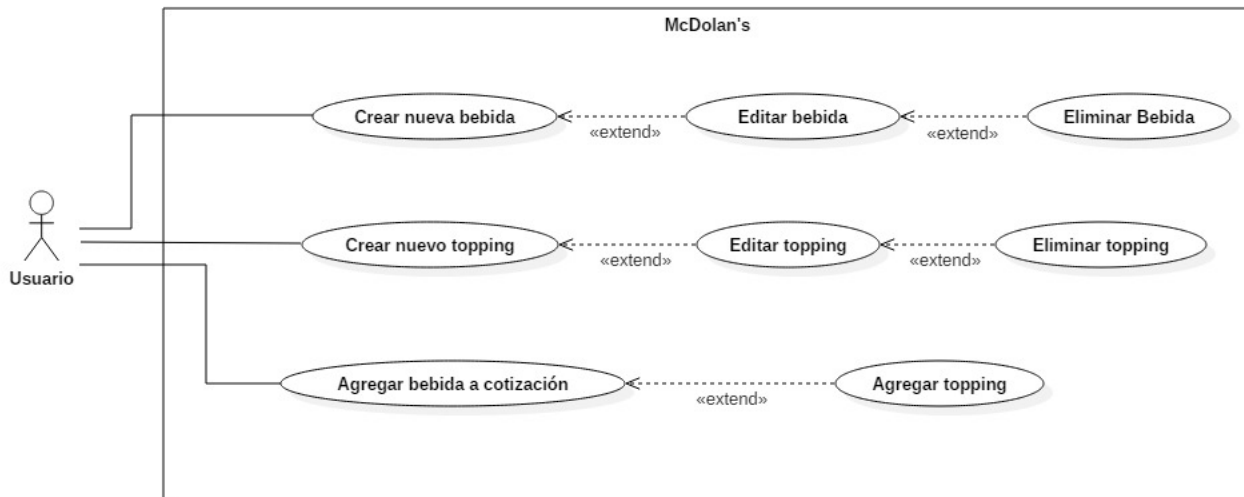 McDolan's
Crear nueva bebida
«extend»
Editar bebida
«extend»
Eliminar Bebida
Usuario
Crear nuevo topping
«extend»
Editar topping
«extend»
Eliminar topping
Agregar bebida a cotización
«extend»
Agregar topping